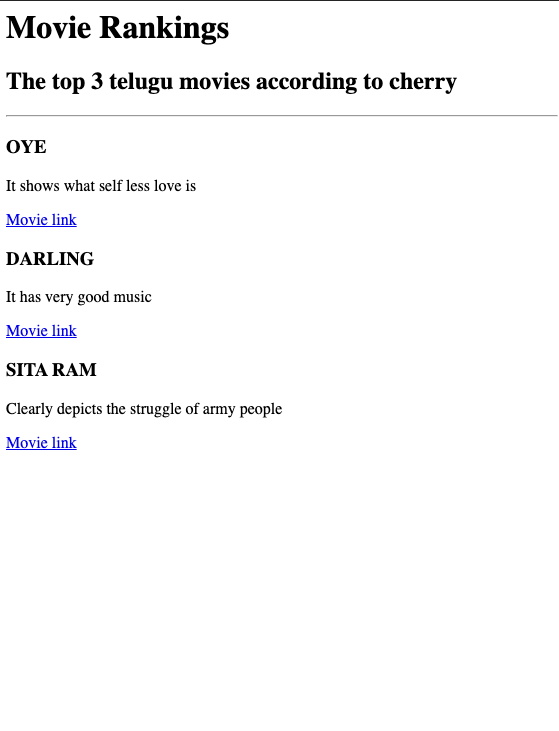 Movie Rankings
The top 3 telugu movies according to cherry
OYE
It shows what self less love is
Movie link
DARLING
It has very good music
Movie link
SITA RAM
Clearly depicts the struggle of army people
Movie link